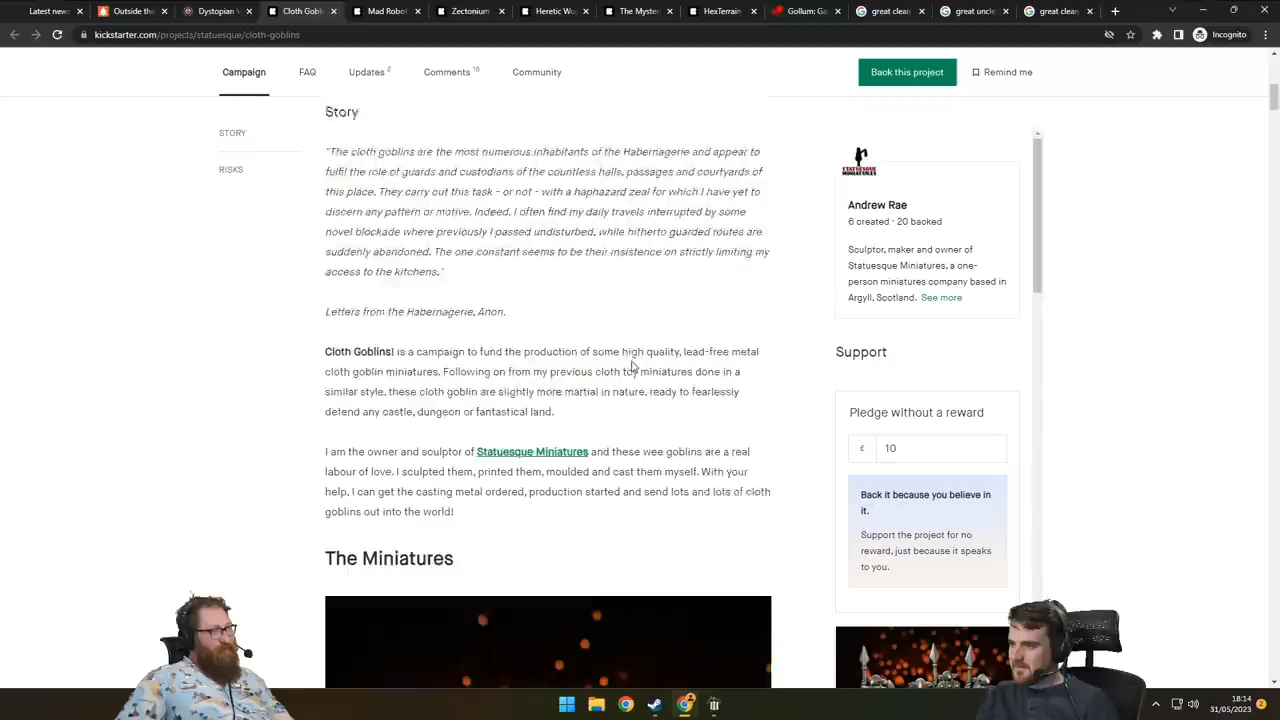 Latest news
Outside the
Dystopian W
Cloth Gobl
Mad Robot
Zectonium
Heretic Wo
The Myster
HexTerrain
Gollum: Ga
great uncle
great clean
kickstarter.com/projects/statuesque/cloth-goblins
Incognito
Campaign
FAQ
Updates 2
Comments 15
Community
Back this project
Remind me
STORY
RISKS
Story
"The cloth goblins are the most numerous inhabitants of the Habernagerie and appear to
fulfil the role of guards and custodians of the countless halls, passages and courtyards of
this place. They carry out this task - or not - with a haphazard zeal for which I have yet to
discern any pattern or motive. Indeed, I often find my daily travels interrupted by some
novel blockade where previously I passed undisturbed, while hitherto guarded routes are
suddenly abandoned. The one constant seems to be their insistence on strictly limiting my
access to the kitchens."
Letters from the Habernagerie, Anon.
Cloth Goblins! is a campaign to fund the production of some high quality, lead-free metal
cloth goblin miniatures. Following on from my previous cloth toy miniatures done in a
similar style, these cloth goblin are slightly more martial in nature, ready to fearlessly
defend any castle, dungeon or fantastical land.
I am the owner and sculptor of Statuesque Miniatures and these wee goblins are a real
labour of love. I sculpted them, printed them, moulded and cast them myself. With your
help, I can get the casting metal ordered, production started and send lots and lots of cloth
goblins out into the world!
The Miniatures
STATUESQUE
MINIATURES
Andrew Rae
6 created · 20 backed
Sculptor, maker and owner of
Statuesque Miniatures, a one-
person miniatures company based in
Argyll, Scotland. See more
Support
Pledge without a reward
£ 10
Back it because you believe in
it.
Support the project for no
reward, just because it speaks
to you.
18:14
31/05/2023
2